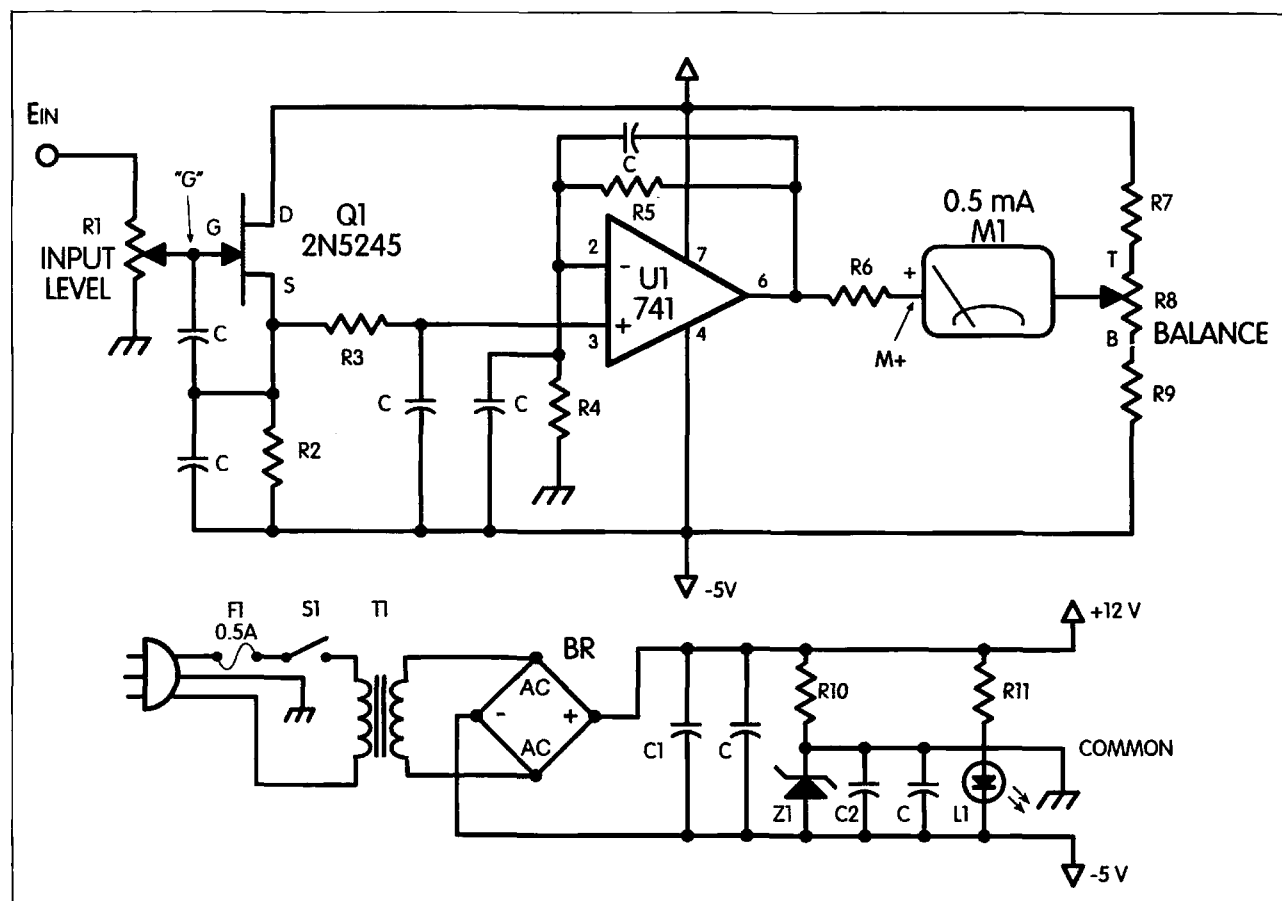 EIN
"G"
R1
INPUT
LEVEL
G
D
S
Q1
2N5245
C
C
R2
R3
C
C
R4
C
R5
2
-
3
+
U1
741
7
4
6
R6
+
M+
0.5 mA
M1
R7
T
R8
B
BALANCE
R9
-5V
F1
0.5A
S1
T1
BR
AC
-
+
AC
C1
C
R10
R11
+12 V
COMMON
Z1
C2
C
L1
-5 V